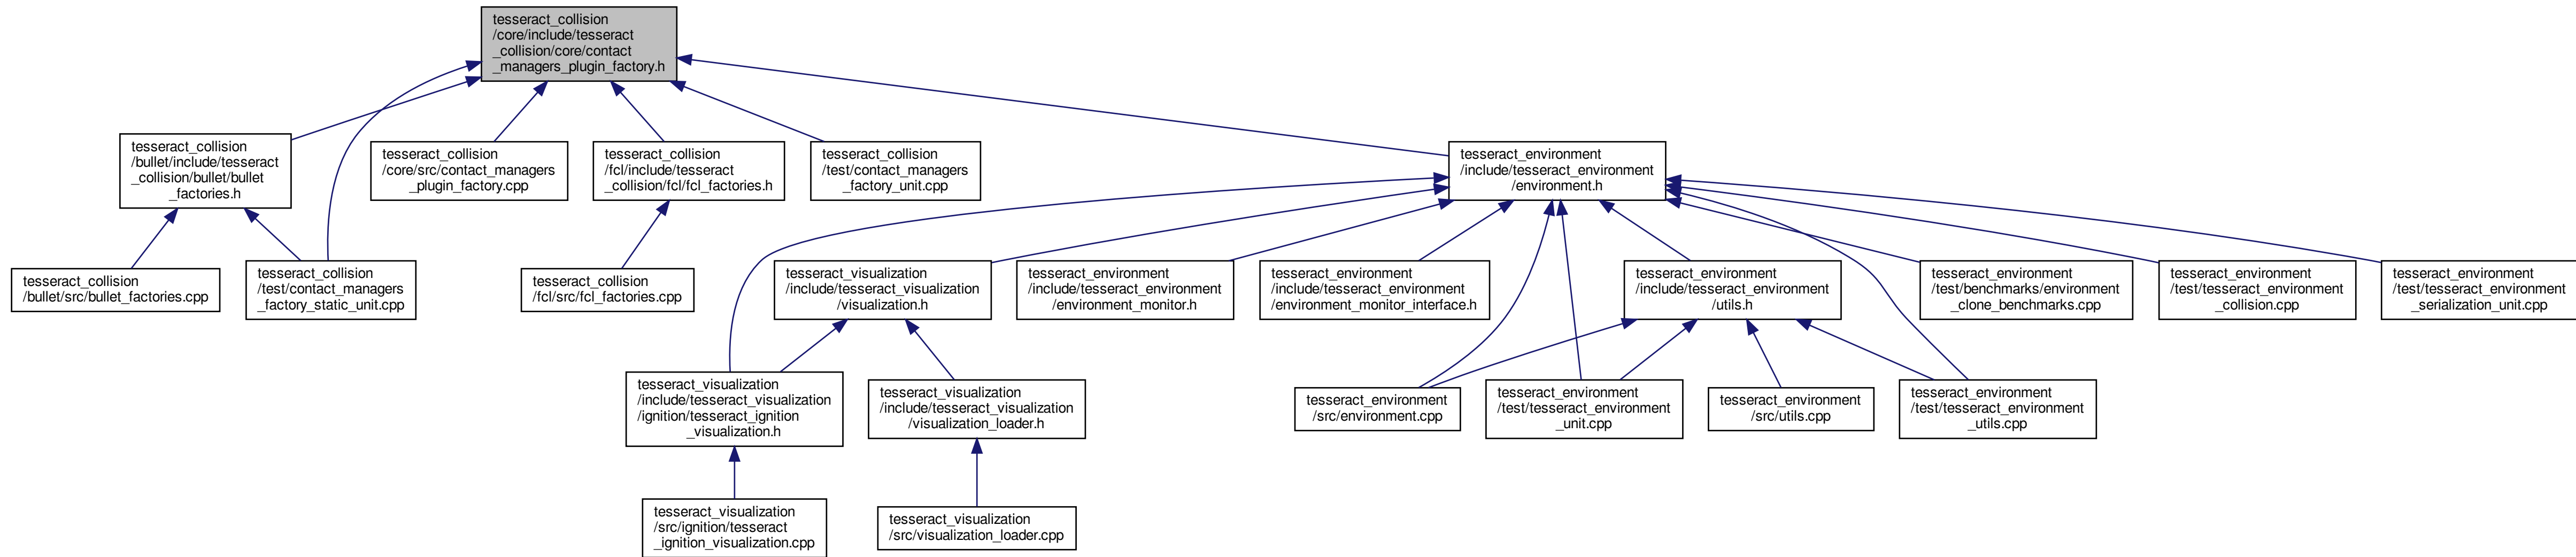 tesseract_collision
/core/include/tesseract
_collision/core/contact
_managers_plugin_factory.h
tesseract_collision
/bullet/include/tesseract
_collision/bullet/bullet
_factories.h
tesseract_collision
/core/src/contact_managers
_plugin_factory.cpp
tesseract_collision
/fcl/include/tesseract
_collision/fcl/fcl_factories.h
tesseract_collision
/test/contact_managers
_factory_unit.cpp
tesseract_environment
/include/tesseract_environment
/environment.h
tesseract_collision
/bullet/src/bullet_factories.cpp
tesseract_collision
/test/contact_managers
_factory_static_unit.cpp
tesseract_collision
/fcl/src/fcl_factories.cpp
tesseract_visualization
/include/tesseract_visualization
/visualization.h
tesseract_environment
/include/tesseract_environment
/environment_monitor.h
tesseract_environment
/include/tesseract_environment
/environment_monitor_interface.h
tesseract_environment
/include/tesseract_environment
/utils.h
tesseract_environment
/test/benchmarks/environment
_clone_benchmarks.cpp
tesseract_environment
/test/tesseract_environment
_collision.cpp
tesseract_environment
/test/tesseract_environment
_serialization_unit.cpp
tesseract_visualization
/include/tesseract_visualization
/ignition/tesseract_ignition
_visualization.h
tesseract_visualization
/include/tesseract_visualization
/visualization_loader.h
tesseract_environment
/src/environment.cpp
tesseract_environment
/test/tesseract_environment
_unit.cpp
tesseract_environment
/src/utils.cpp
tesseract_environment
/test/tesseract_environment
_utils.cpp
tesseract_visualization
/src/ignition/tesseract
_ignition_visualization.cpp
tesseract_visualization
/src/visualization_loader.cpp